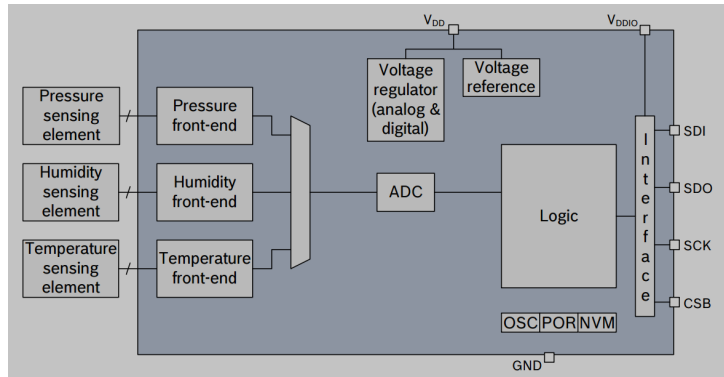 VDD
VDDIO
Pressure
sensing
element
Pressure
front-end
Voltage
regulator
(analog &
digital)
Voltage
reference
Humidity
sensing
element
Humidity
front-end
ADC
Logic
Interface
SDI
SDO
SCK
CSB
Temperature
sensing
element
Temperature
front-end
OSC
POR
NVM
GND